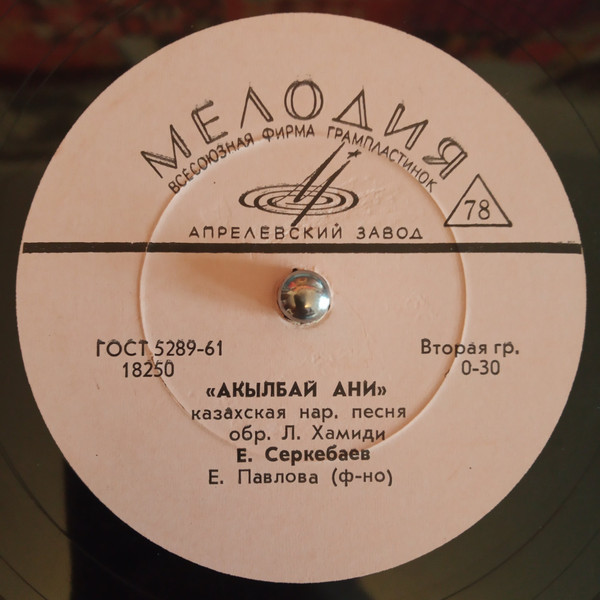 МЕЛОДИЯ
ВСЕСОЮЗНАЯ ФИРМА ГРАМПЛАСТИНОК
78
АПРЕЛЕВСКИЙ ЗАВОД
ГОСТ 5289-61
18250
Вторая гр.
0-30
«АКЫЛБАЙ АНИ»
казахская нар. песня
обр. Л. Хамиди
Е. Серкебаев
Е. Павлова (ф-но)